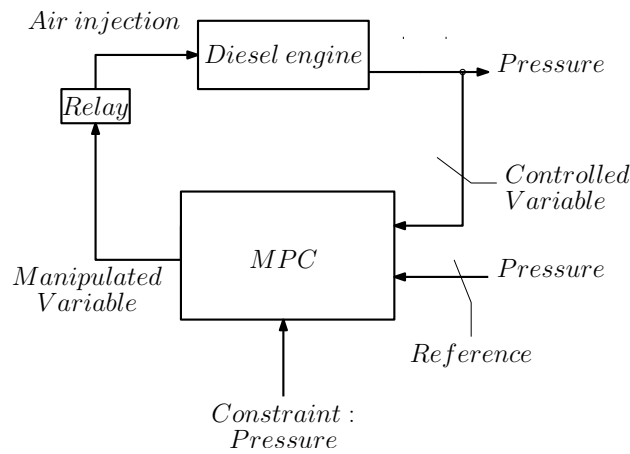 Air injection
Diesel engine
Pressure
Relay
Controlled
Variable
MPC
Pressure
Manipulated
Variable
Reference
Constraint :
Pressure